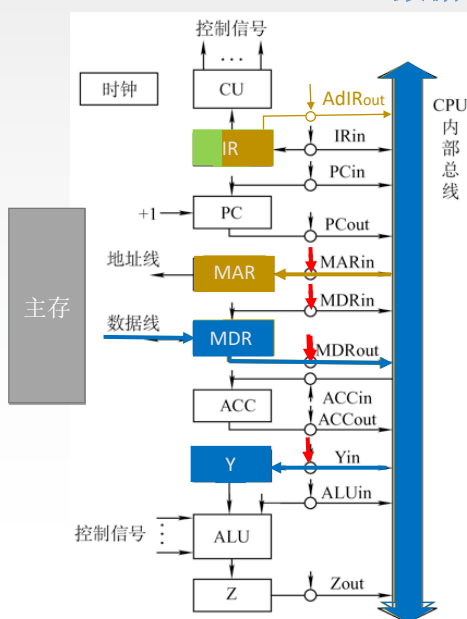 控制信号
...
时钟
CU
AdIRout
CPU
内
部
总
线
IR
IRin
PCin
+1
PC
PCout
地址线
MAR
MARin
MDRin
主存
数据线
MDR
MDRout
ACC
ACCin
ACCout
Y
Yin
ALUin
控制信号
ALU
Z
Zout